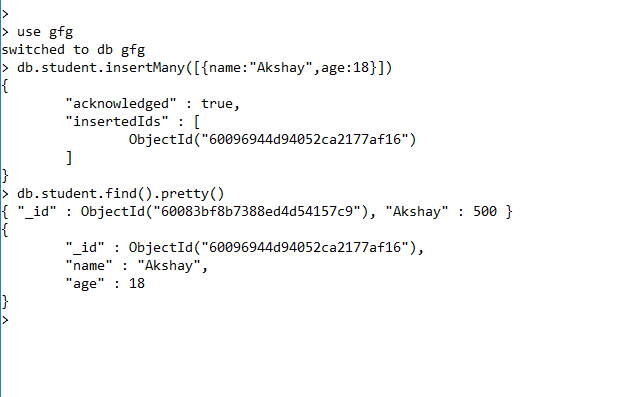 >
> use gfg
switched to db gfg
> db.student.insertMany([{name:"Akshay",age:18}])
{
        "acknowledged" : true,
        "insertedIds" : [
                ObjectId("60096944d94052ca2177af16")
        ]
}
> db.student.find().pretty()
{ "_id" : ObjectId("60083bf8b7388ed4d54157c9"), "Akshay" : 500 }
{
        "_id" : ObjectId("60096944d94052ca2177af16"),
        "name" : "Akshay",
        "age" : 18
}
>